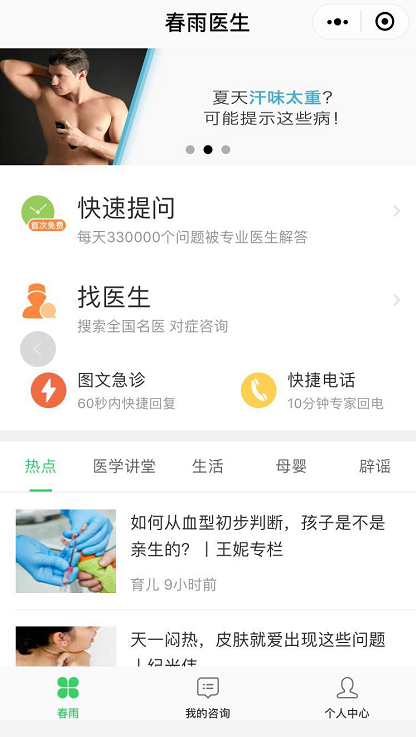 春雨医生
夏天汗味太重?
可能提示这些病!
快速提问
首次免费
每天330000个问题被专业医生解答
找医生
搜索全国名医 对症咨询
图文急诊
60秒内快捷回复
快捷电话
10分钟专家回电
热点
医学讲堂
生活
母婴
辟谣
如何从血型初步判断，孩子是不是
亲生的？丨王妮专栏
育儿 9小时前
天一闷热，皮肤就爱出现这些问题
丨纪光伟
春雨
我的咨询
个人中心